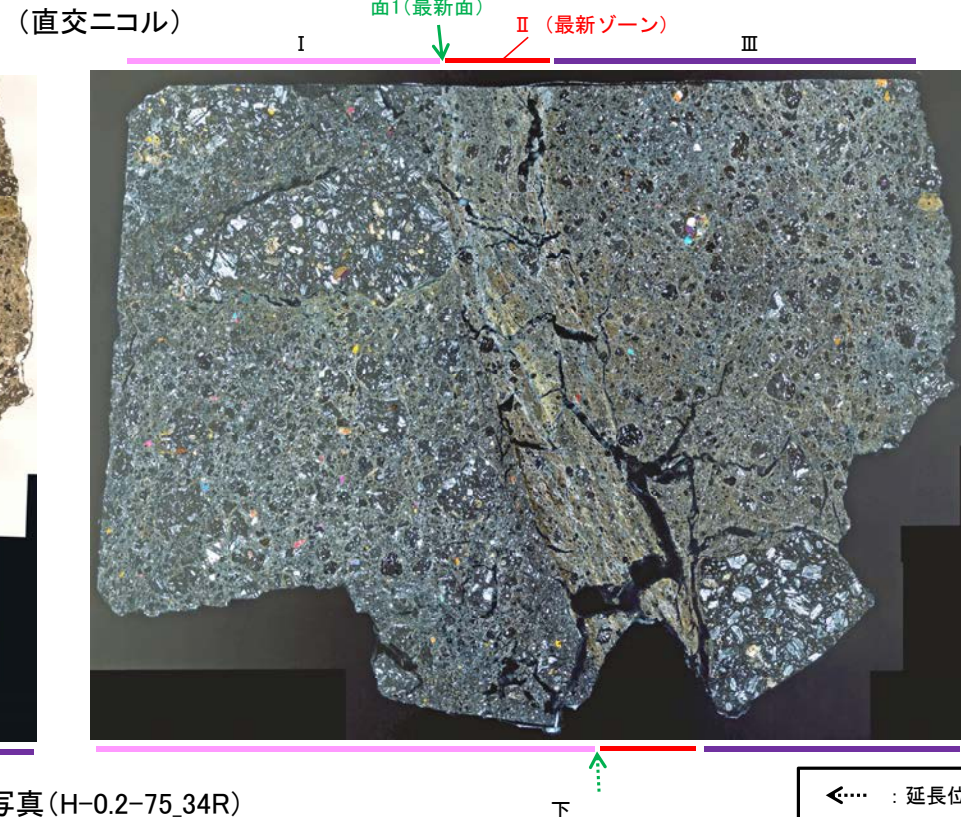 (直交ニコル)
面1(最新面)
Ⅱ (最新ゾーン)
Ⅰ
Ⅲ
写真(H-0.2-75_34R)
下
:延長位